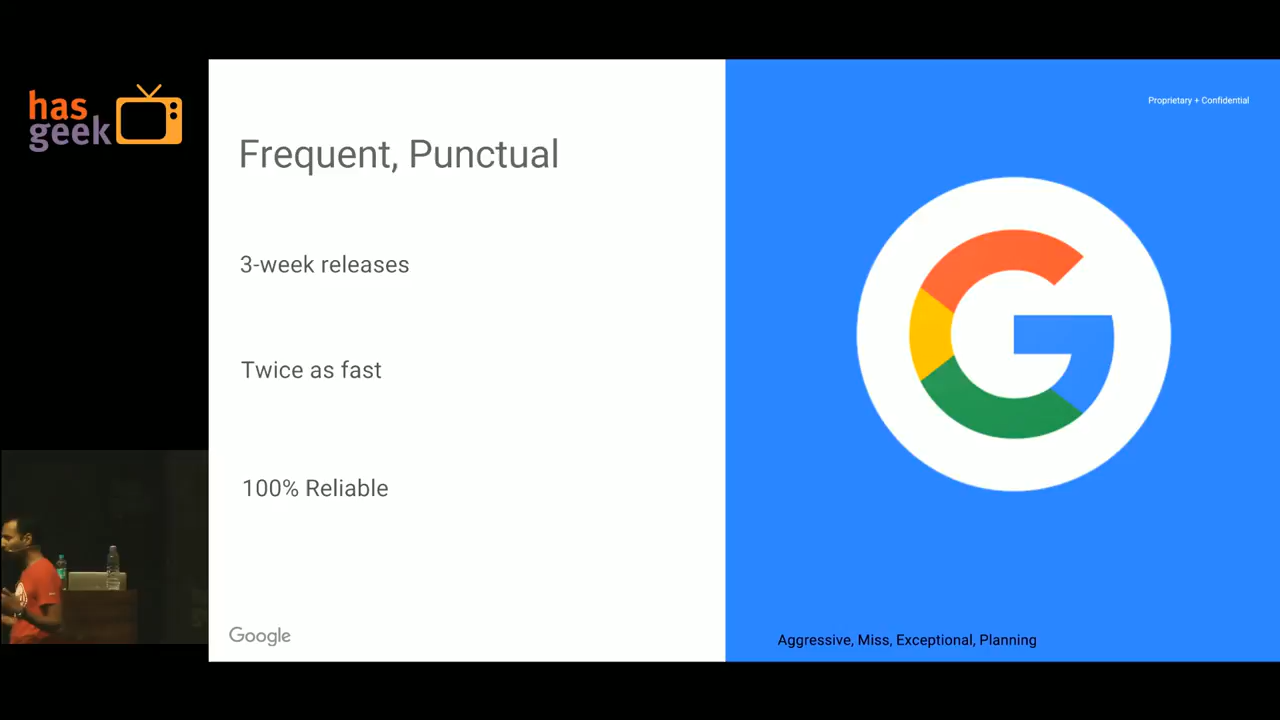 has
geek
Proprietary + Confidential
Frequent, Punctual
3-week releases
Twice as fast
100% Reliable
Google
Aggressive, Miss, Exceptional, Planning